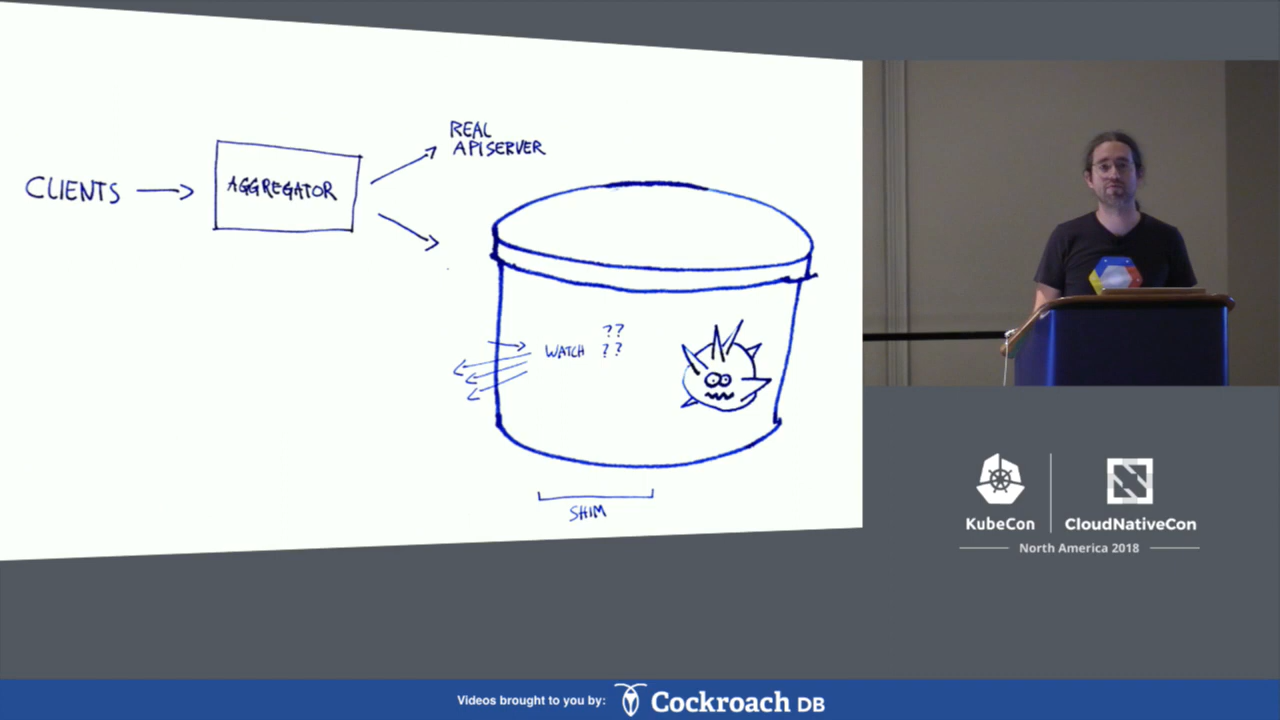 REAL
APISERVER
CLIENTS
AGGREGATOR
??
WATCH ??
SHIM
KubeCon
CloudNativeCon
North America 2018
Videos brought to you by:
Cockroach DB